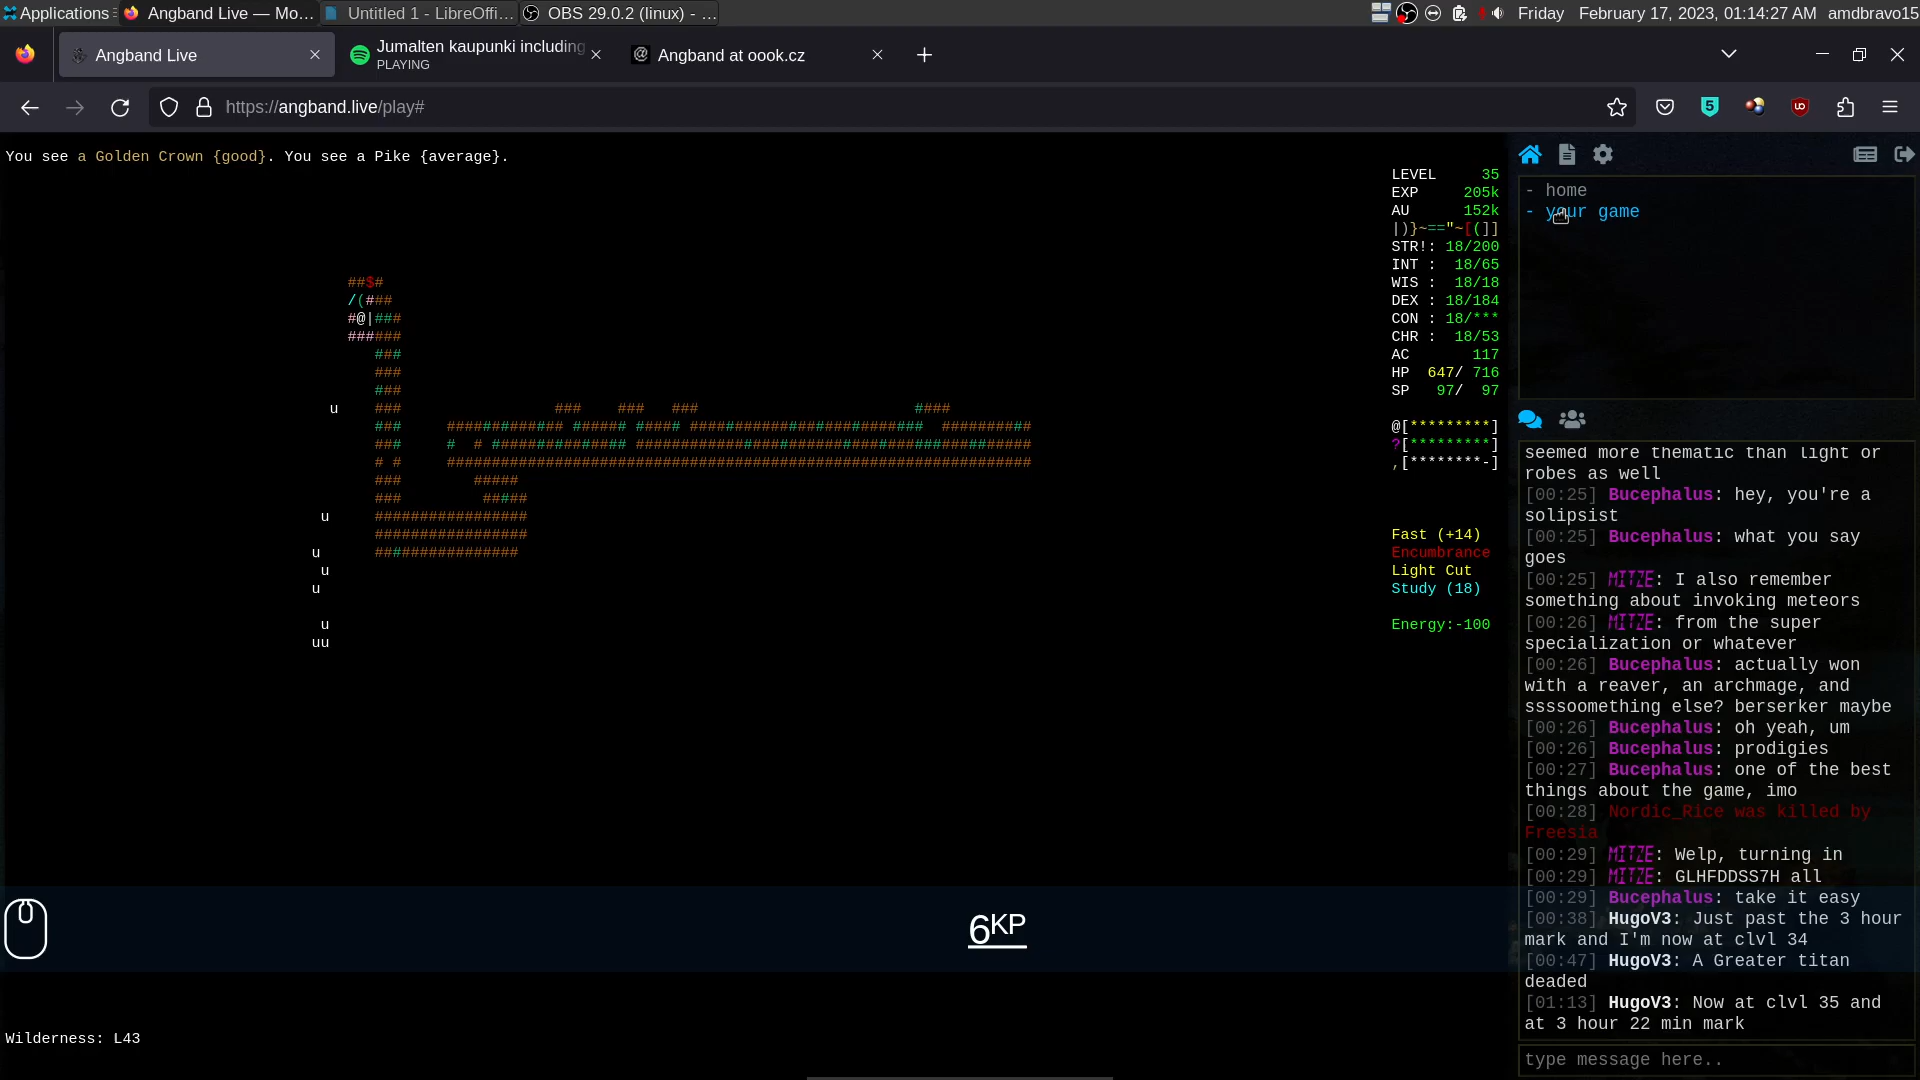 Applications Angband Live — Mo... Untitled 1 - LibreOffi... OBS 29.0.2 (linux) - ... Friday February 17, 2023, 01:14:27 AM amdbravo15
Angband Live Jumalten kaupunki including Angband at oook.cz
PLAYING
https://angband.live/play#
5
You see a Golden Crown {good}. You see a Pike {average}.
LEVEL 35
EXP 205k
AU 152k
|)}~=="~[(]]
STR!: 18/200
INT : 18/65
WIS : 18/18
DEX : 18/184
CON : 18/***
CHR : 18/53
AC 117
HP 647/ 716
SP 97/ 97
@[*********]
?[*********]
,[********-]
Fast (+14)
Encumbrance
Light Cut
Study (18)
Energy:-100
##$#
/(###
#@|###
######
###
###
###
u ### ### ### ### ####
### ############# ###### ##### ########################## ##########
### # # ############### ############################################
# # #################################################################
### #####
### #####
u #################
#################
u ################
u
u
u
uu
6KP
Wilderness: L43
- home
- your game
seemed more thematic than light or
robes as well
[00:25] Bucephalus: hey, you're a
solipsist
[00:25] Bucephalus: what you say
goes
[00:25] MITZE: I also remember
something about invoking meteors
[00:26] MITZE: from the super
specialization or whatever
[00:26] Bucephalus: actually won
with a reaver, an archmage, and
ssssoomething else? berserker maybe
[00:26] Bucephalus: oh yeah, um
[00:26] Bucephalus: prodigies
[00:27] Bucephalus: one of the best
things about the game, imo
[00:28] Nordic_Rice was killed by
Freesia
[00:29] MITZE: Welp, turning in
[00:29] MITZE: GLHFDDSS7H all
[00:29] Bucephalus: take it easy
[00:38] HugoV3: Just past the 3 hour
mark and I'm now at clvl 34
[00:47] HugoV3: A Greater titan
deaded
[01:13] HugoV3: Now at clvl 35 and
at 3 hour 22 min mark
type message here..